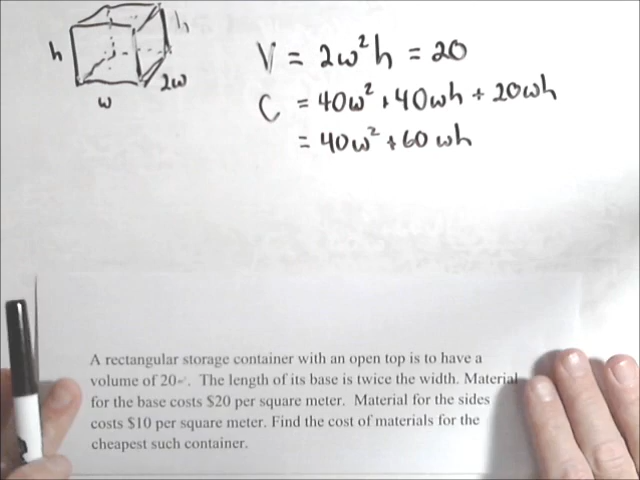 h
h
w
2w
V = 2w²h = 20
C = 40w² + 40wh + 20wh
= 40w² + 60wh
A rectangular storage container with an open top is to have a
volume of 20 . The length of its base is twice the width. Material
for the base costs $20 per square meter. Material for the sides
costs $10 per square meter. Find the cost of materials for the
cheapest such container.